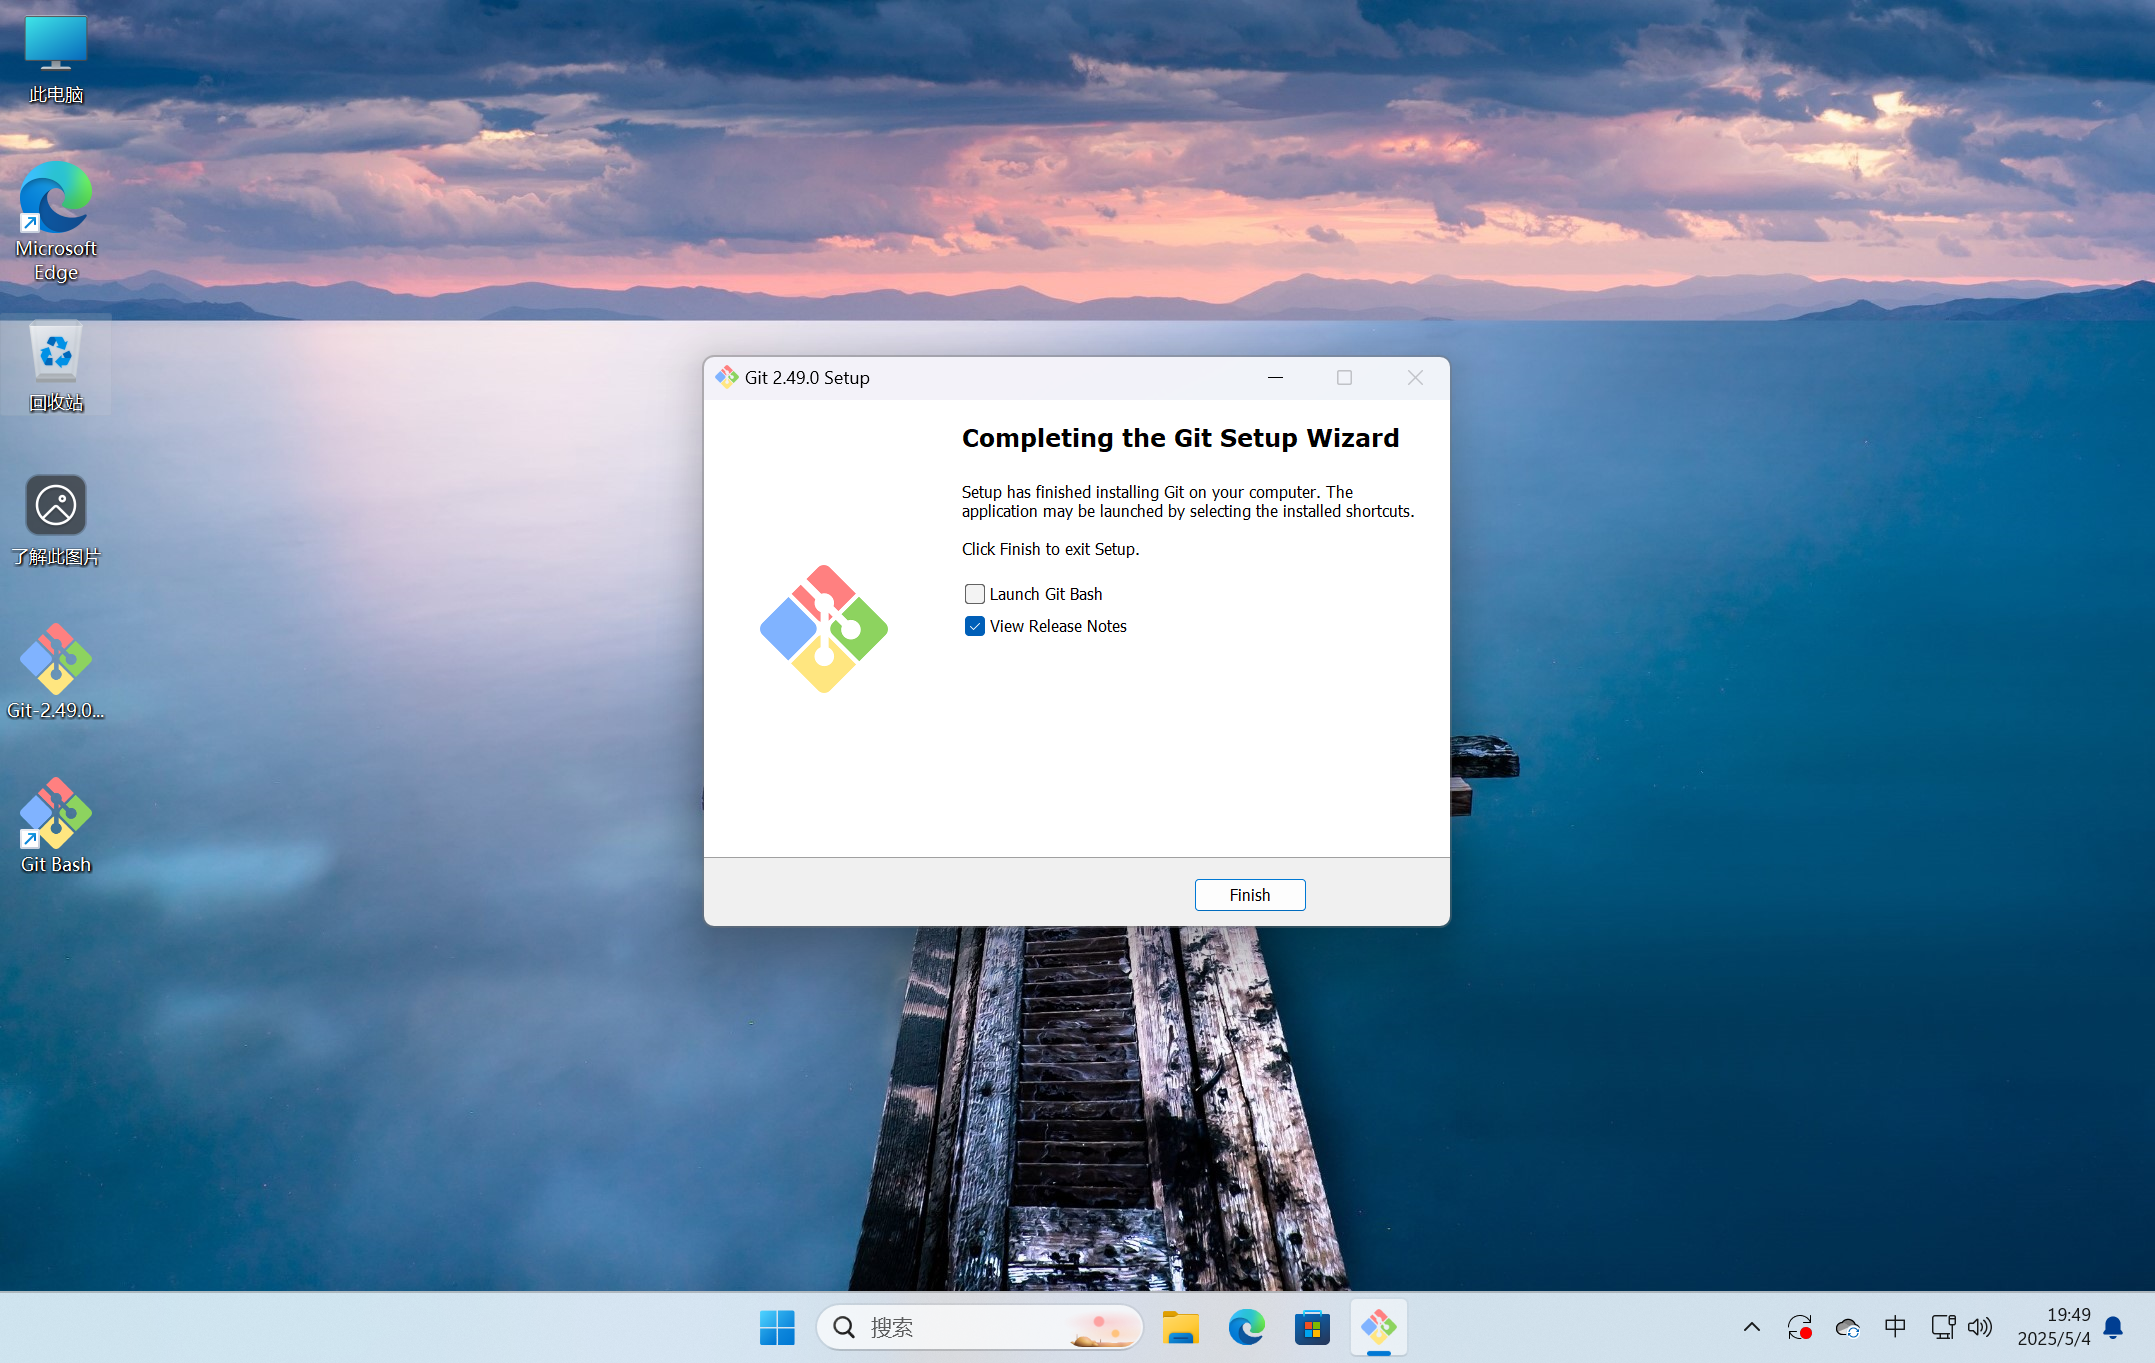 此电脑
Microsoft
Edge
回收站
了解此图片
Git-2.49.0...
Git Bash
Git 2.49.0 Setup
Completing the Git Setup Wizard
Setup has finished installing Git on your computer. The
application may be launched by selecting the installed shortcuts.
Click Finish to exit Setup.
Launch Git Bash
View Release Notes
Finish
搜索
中
19:49
2025/5/4